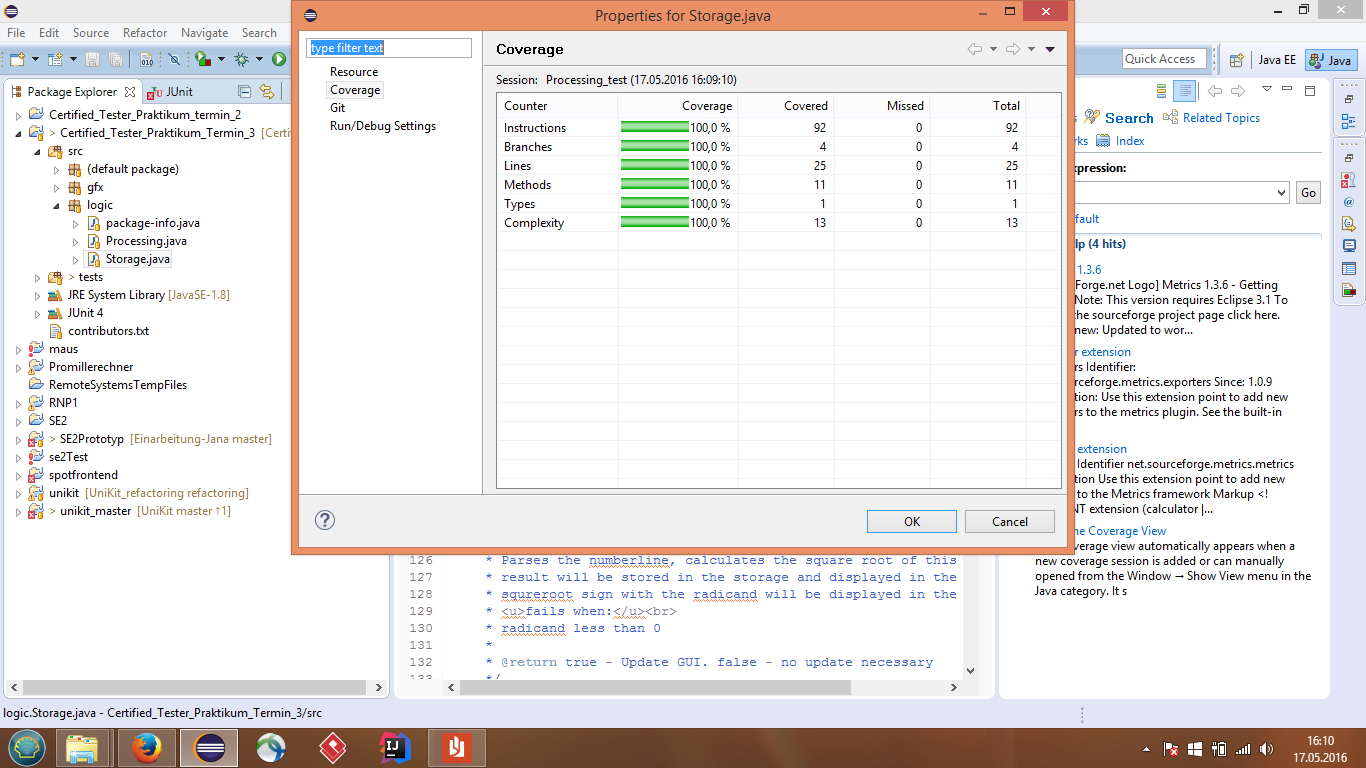 Properties for Storage.java
File Edit Source Refactor Navigate Search
Quick Access
Java EE
Java
Package Explorer
JUnit
Certified_Tester_Praktikum_termin_2
> Certified_Tester_Praktikum_Termin_3 [Certi
src
(default package)
gfx
logic
package-info.java
Processing.java
Storage.java
> tests
JRE System Library [JavaSE-1.8]
JUnit 4
contributors.txt
maus
Promillerechner
RemoteSystemsTempFiles
RNP1
SE2
> SE2Prototyp [Einarbeitung-Jana master]
se2Test
spotfrontend
unikit [UniKit_refactoring refactoring]
> unikit_master [UniKit master ↑1]
type filter text
Resource
Coverage
Git
Run/Debug Settings
Coverage
Session: Processing_test (17.05.2016 16:09:10)
Counter Coverage Covered Missed Total
Instructions 100,0 % 92 0 92
Branches 100,0 % 4 0 4
Lines 100,0 % 25 0 25
Methods 100,0 % 11 0 11
Types 100,0 % 1 0 1
Complexity 100,0 % 13 0 13
OK Cancel
126 * Parses the numberline, calculates the square root of this
127 * result will be stored in the storage and displayed in the
128 * squreroot sign with the radicand will be displayed in the
129 * <u>fails when:</u><br>
130 * radicand less than 0
131 *
132 * @return true - Update GUI. false - no update necessary
133 */
s Search Related Topics
rks Index
xpression:
Go
fault
lp (4 hits)
1.3.6
Forge.net Logo] Metrics 1.3.6 - Getting
Note: This version requires Eclipse 3.1 To
the sourceforge project page click here.
new: Updated to wor...
r extension
rs Identifier:
rceforge.metrics.exporters Since: 1.0.9
tion: Use this extension point to add new
rs to the metrics plugin. See the built-in
extension
Identifier net.sourceforge.metrics.metrics
tion Use this extension point to add new
to the Metrics framework Markup <!
NT extension (calculator |...
he Coverage View
verage view automatically appears when a
new coverage session is added or can manually
opened from the Window → Show View menu in the
Java category. It s
logic.Storage.java - Certified_Tester_Praktikum_Termin_3/src
16:10
17.05.2016